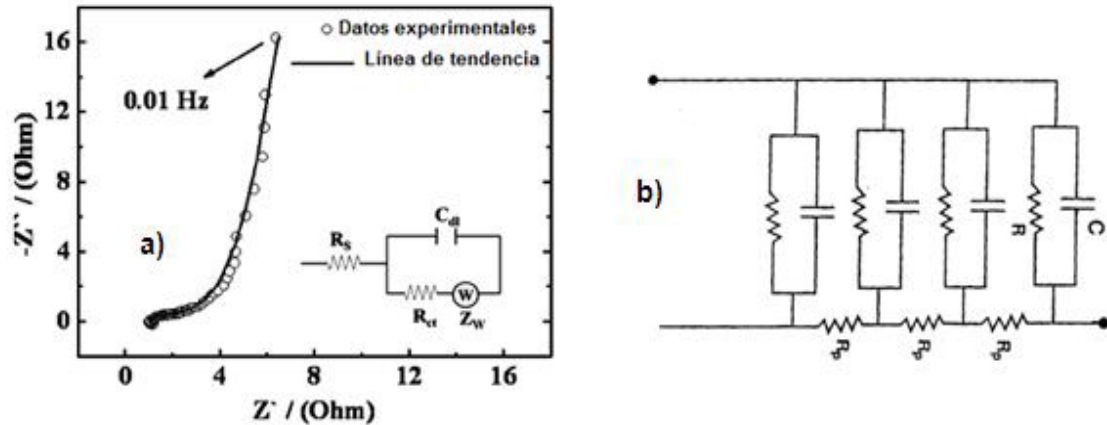 16
12
8
4
0
-Z`` / (Ohm)
Datos experimentales
Línea de tendencia
0.01 Hz
a)
C_dl
R_S
R_ct
W
Z_W
0 4 8 12 16
Z` / (Ohm)
b)
R
C
R_p R_p R_p